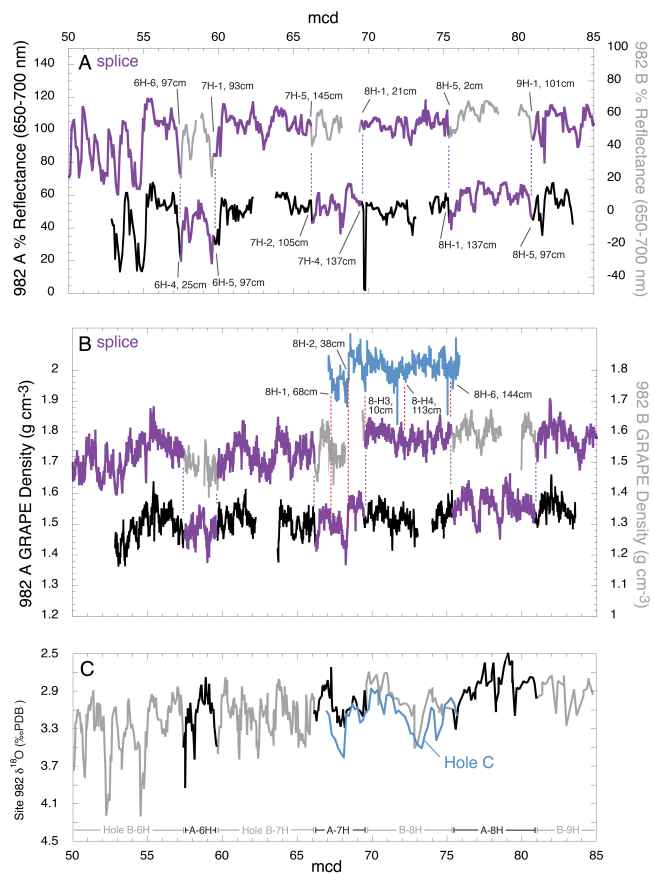 mcd
50 55 60 65 70 75 80 85
A splice
982 A % Reflectance (650-700 nm)
140
120
100
80
60
40
20
0
982 B % Reflectance (650-700 nm)
100
80
60
40
20
0
-20
-40
6H-6, 97cm
7H-1, 93cm
7H-5, 145cm
8H-1, 21cm
8H-5, 2cm
9H-1, 101cm
6H-4, 25cm
6H-5, 97cm
7H-2, 105cm
7H-4, 137cm
8H-1, 137cm
8H-5, 97cm
B splice
982 A GRAPE Density (g cm-3)
2
1.9
1.8
1.7
1.6
1.5
1.4
1.3
1.2
982 B GRAPE Density (g cm-3)
1.8
1.7
1.6
1.5
1.4
1.3
1.2
1.1
1
8H-2, 38cm
8H-1, 68cm
8-H3,
10cm
8-H4,
113cm
8H-6, 144cm
C
Site 982 δ18O (‰PDB)
2.5
2.9
3.3
3.7
4.1
4.5
Hole C
Hole B-6H A-6H Hole B-7H A-7H B-8H A-8H B-9H
50 55 60 65 70 75 80 85
mcd